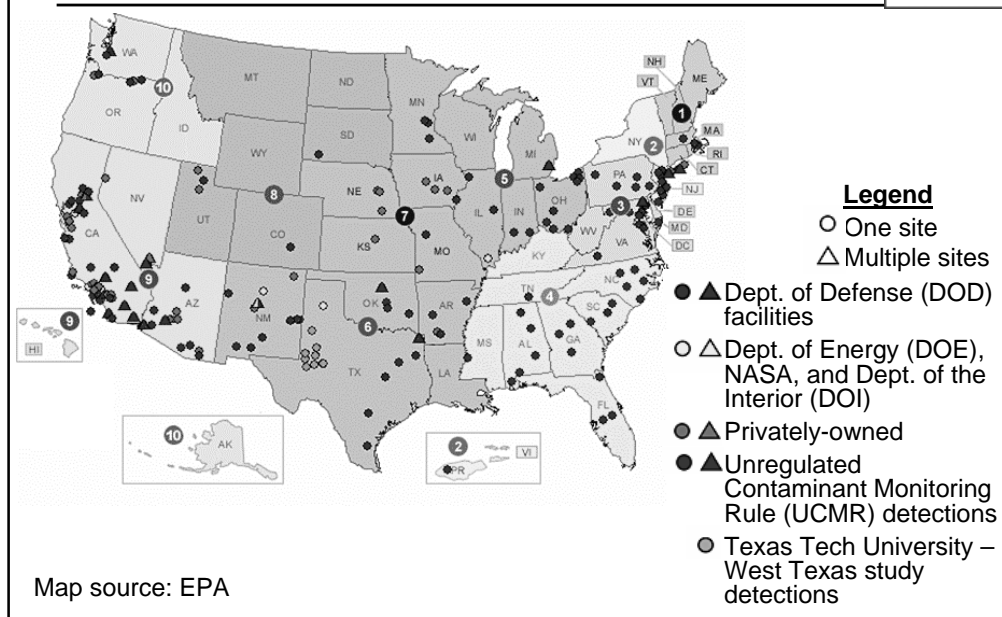 NH
VT
ME
WA
MT
ND
MN
10
1
OR
ID
SD
WI
MI
NY
2
MA
RI
CT
WY
5
PA
NJ
NV
NE
IA
Legend
8
OH
3
One site
UT
IL
IN
DE
7
WV
MD
Multiple sites
CA
CO
KS
MO
VA
DC
KY
Dept. of Defense (DOD)
facilities
9
NC
TN
4
AZ
OK
AR
SC
9
NM
6
HI
MS
AL
GA
Dept. of Energy (DOE),
NASA, and Dept. of the
Interior (DOI)
TX
LA
FL
10
AK
2
VI
PR
Privately-owned
Unregulated
Contaminant Monitoring
Rule (UCMR) detections
Texas Tech University –
West Texas study
detections
Map source: EPA